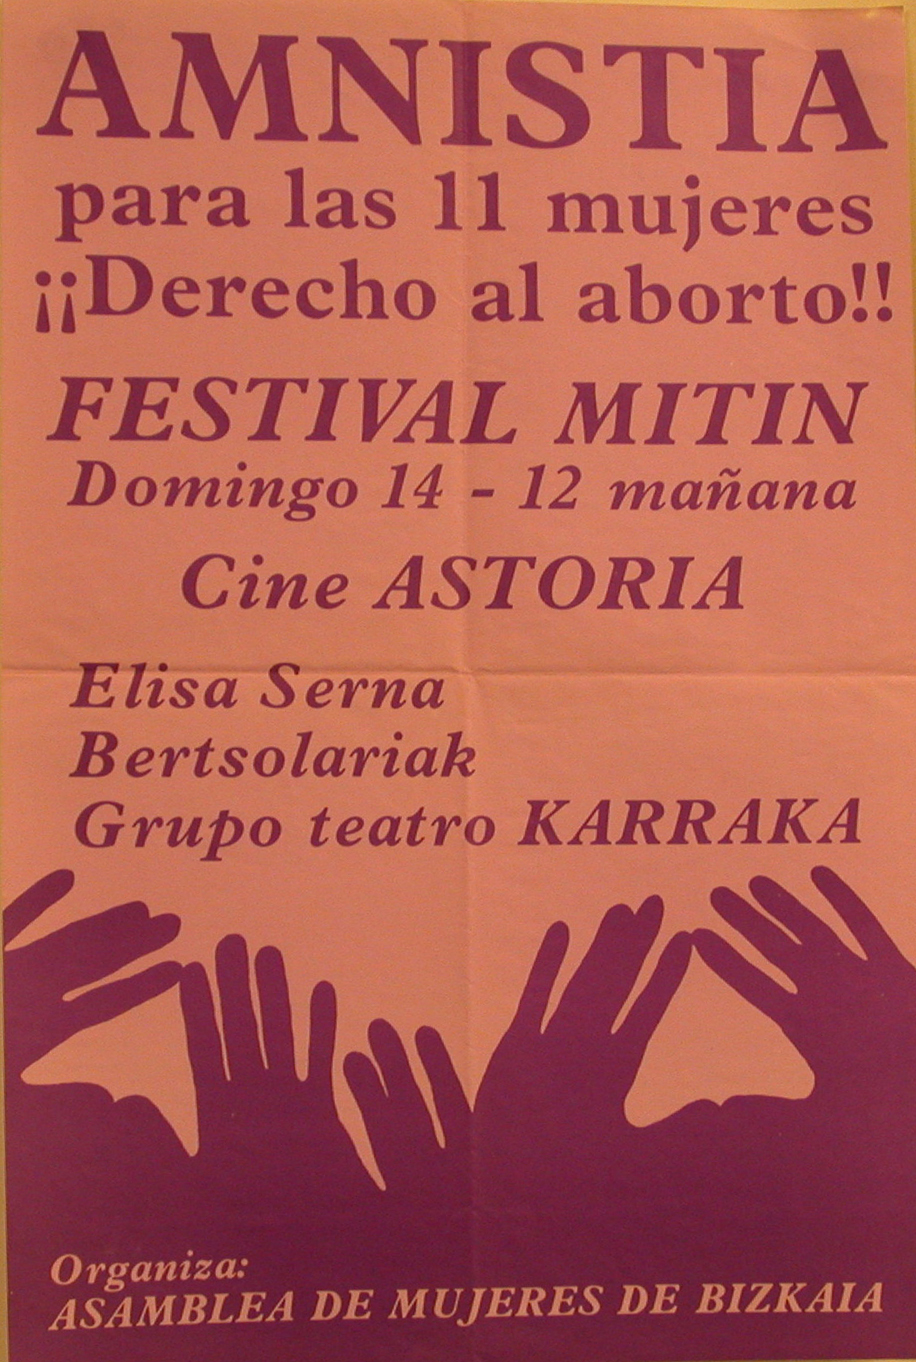 AMNISTIA
para las 11 mujeres
¡¡Derecho al aborto!!
FESTIVAL MITIN
Domingo 14 - 12 mañana
Cine ASTORIA
Elisa Serna
Bertsolariak
Grupo teatro KARRAKA
Organiza:
ASAMBLEA DE MUJERES DE BIZKAIA